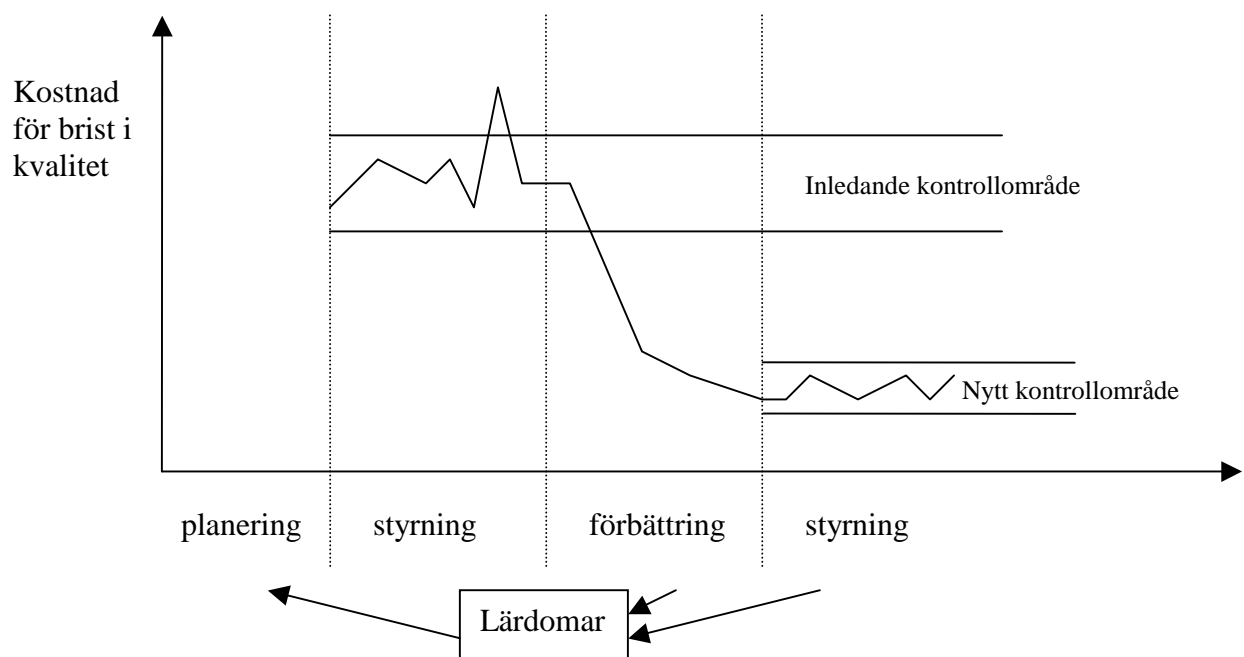 Kostnad
för brist i
kvalitet
Inledande kontrollområde
Nytt kontrollområde
planering
styrning
förbättring
styrning
Lärdomar